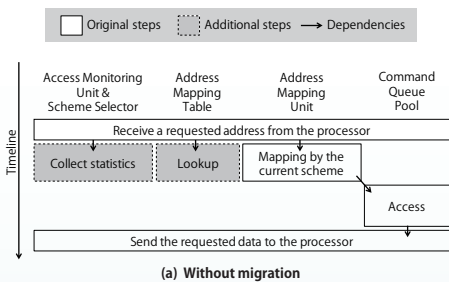 Original steps Additional steps Dependencies
Access Monitoring Unit & Scheme Selector
Address Mapping Table
Address Mapping Unit
Command Queue Pool
Timeline
Receive a requested address from the processor
Collect statistics
Lookup
Mapping by the
current scheme
Access
Send the requested data to the processor
(a) Without migration